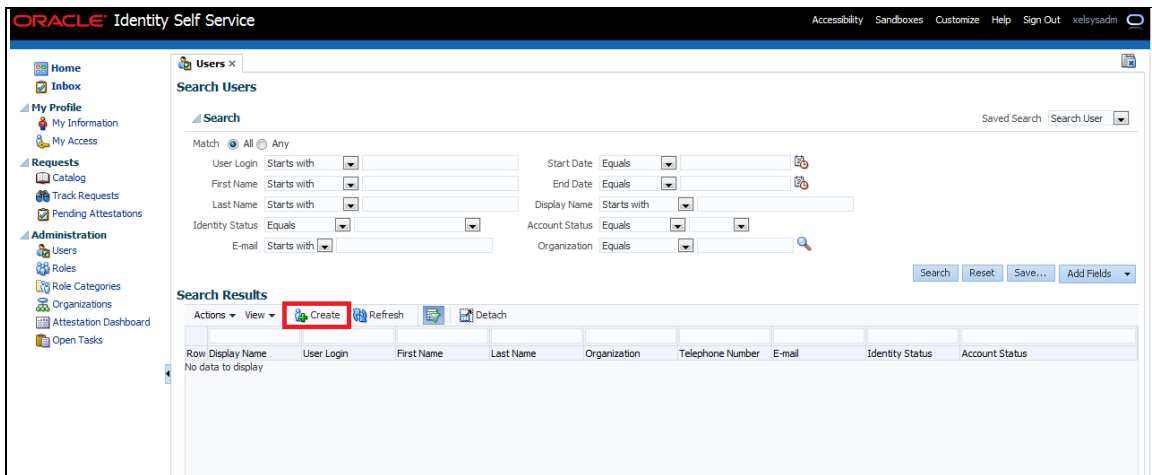 ORACLE Identity Self Service
Accessibility Sandboxes Customize Help Sign Out xelsysadm
Home
Inbox
My Profile
My Information
My Access
Requests
Catalog
Track Requests
Pending Attestations
Administration
Users
Roles
Role Categories
Organizations
Attestation Dashboard
Open Tasks
Users ×
Search Users
Search
Saved Search Search User
Match All Any
User Login Starts with
Start Date Equals
First Name Starts with
End Date Equals
Last Name Starts with
Display Name Starts with
Identity Status Equals
Account Status Equals
E-mail Starts with
Organization Equals
Search Reset Save... Add Fields
Search Results
Actions View Create Refresh Detach
Row Display Name User Login First Name Last Name Organization Telephone Number E-mail Identity Status Account Status
No data to display